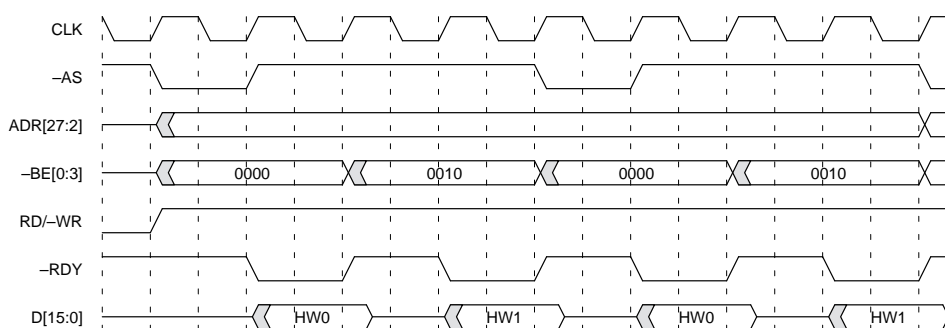 CLK
–AS
ADR[27:2]
–BE[0:3] 0000 0010 0000 0010
RD/–WR
–RDY
D[15:0] HW0 HW1 HW0 HW1